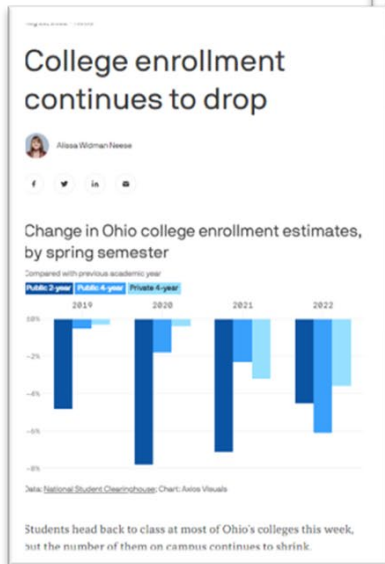 College enrollment
continues to drop
Alissa Widman Neese
Change in Ohio college enrollment estimates,
by spring semester
Compared with previous academic year
Public 2-year Public 4-year Private 4-year
2019 2020 2021 2022
±0%
-2%
-4%
-6%
-8%
Data: National Student Clearinghouse; Chart: Axios Visuals
Students head back to class at most of Ohio's colleges this week,
but the number of them on campus continues to shrink.